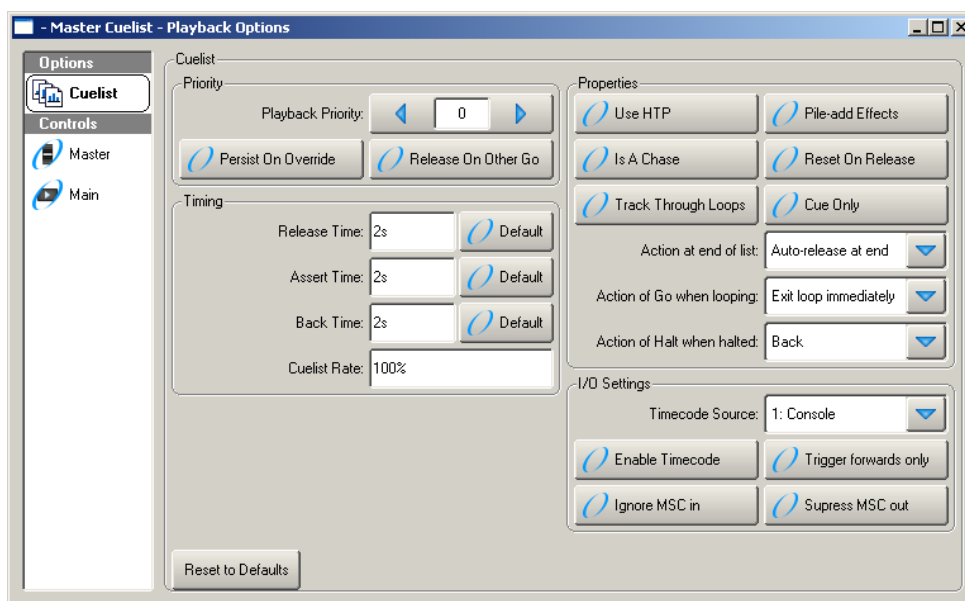 - Master Cuelist - Playback Options
Options
Cuelist
Controls
Master
Main
Cuelist
Priority
Playback Priority: 0
Persist On Override
Release On Other Go
Timing
Release Time: 2s Default
Assert Time: 2s Default
Back Time: 2s Default
Cuelist Rate: 100%
Properties
Use HTP
Pile-add Effects
Is A Chase
Reset On Release
Track Through Loops
Cue Only
Action at end of list: Auto-release at end
Action of Go when looping: Exit loop immediately
Action of Halt when halted: Back
I/O Settings
Timecode Source: 1: Console
Enable Timecode
Trigger forwards only
Ignore MSC in
Supress MSC out
Reset to Defaults